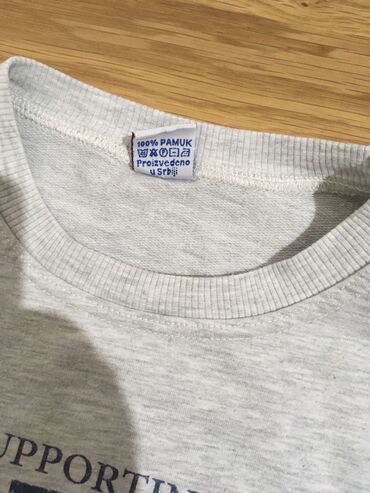 100% PAMUK
Proizvedeno
u Srbiji
UPPORTIN